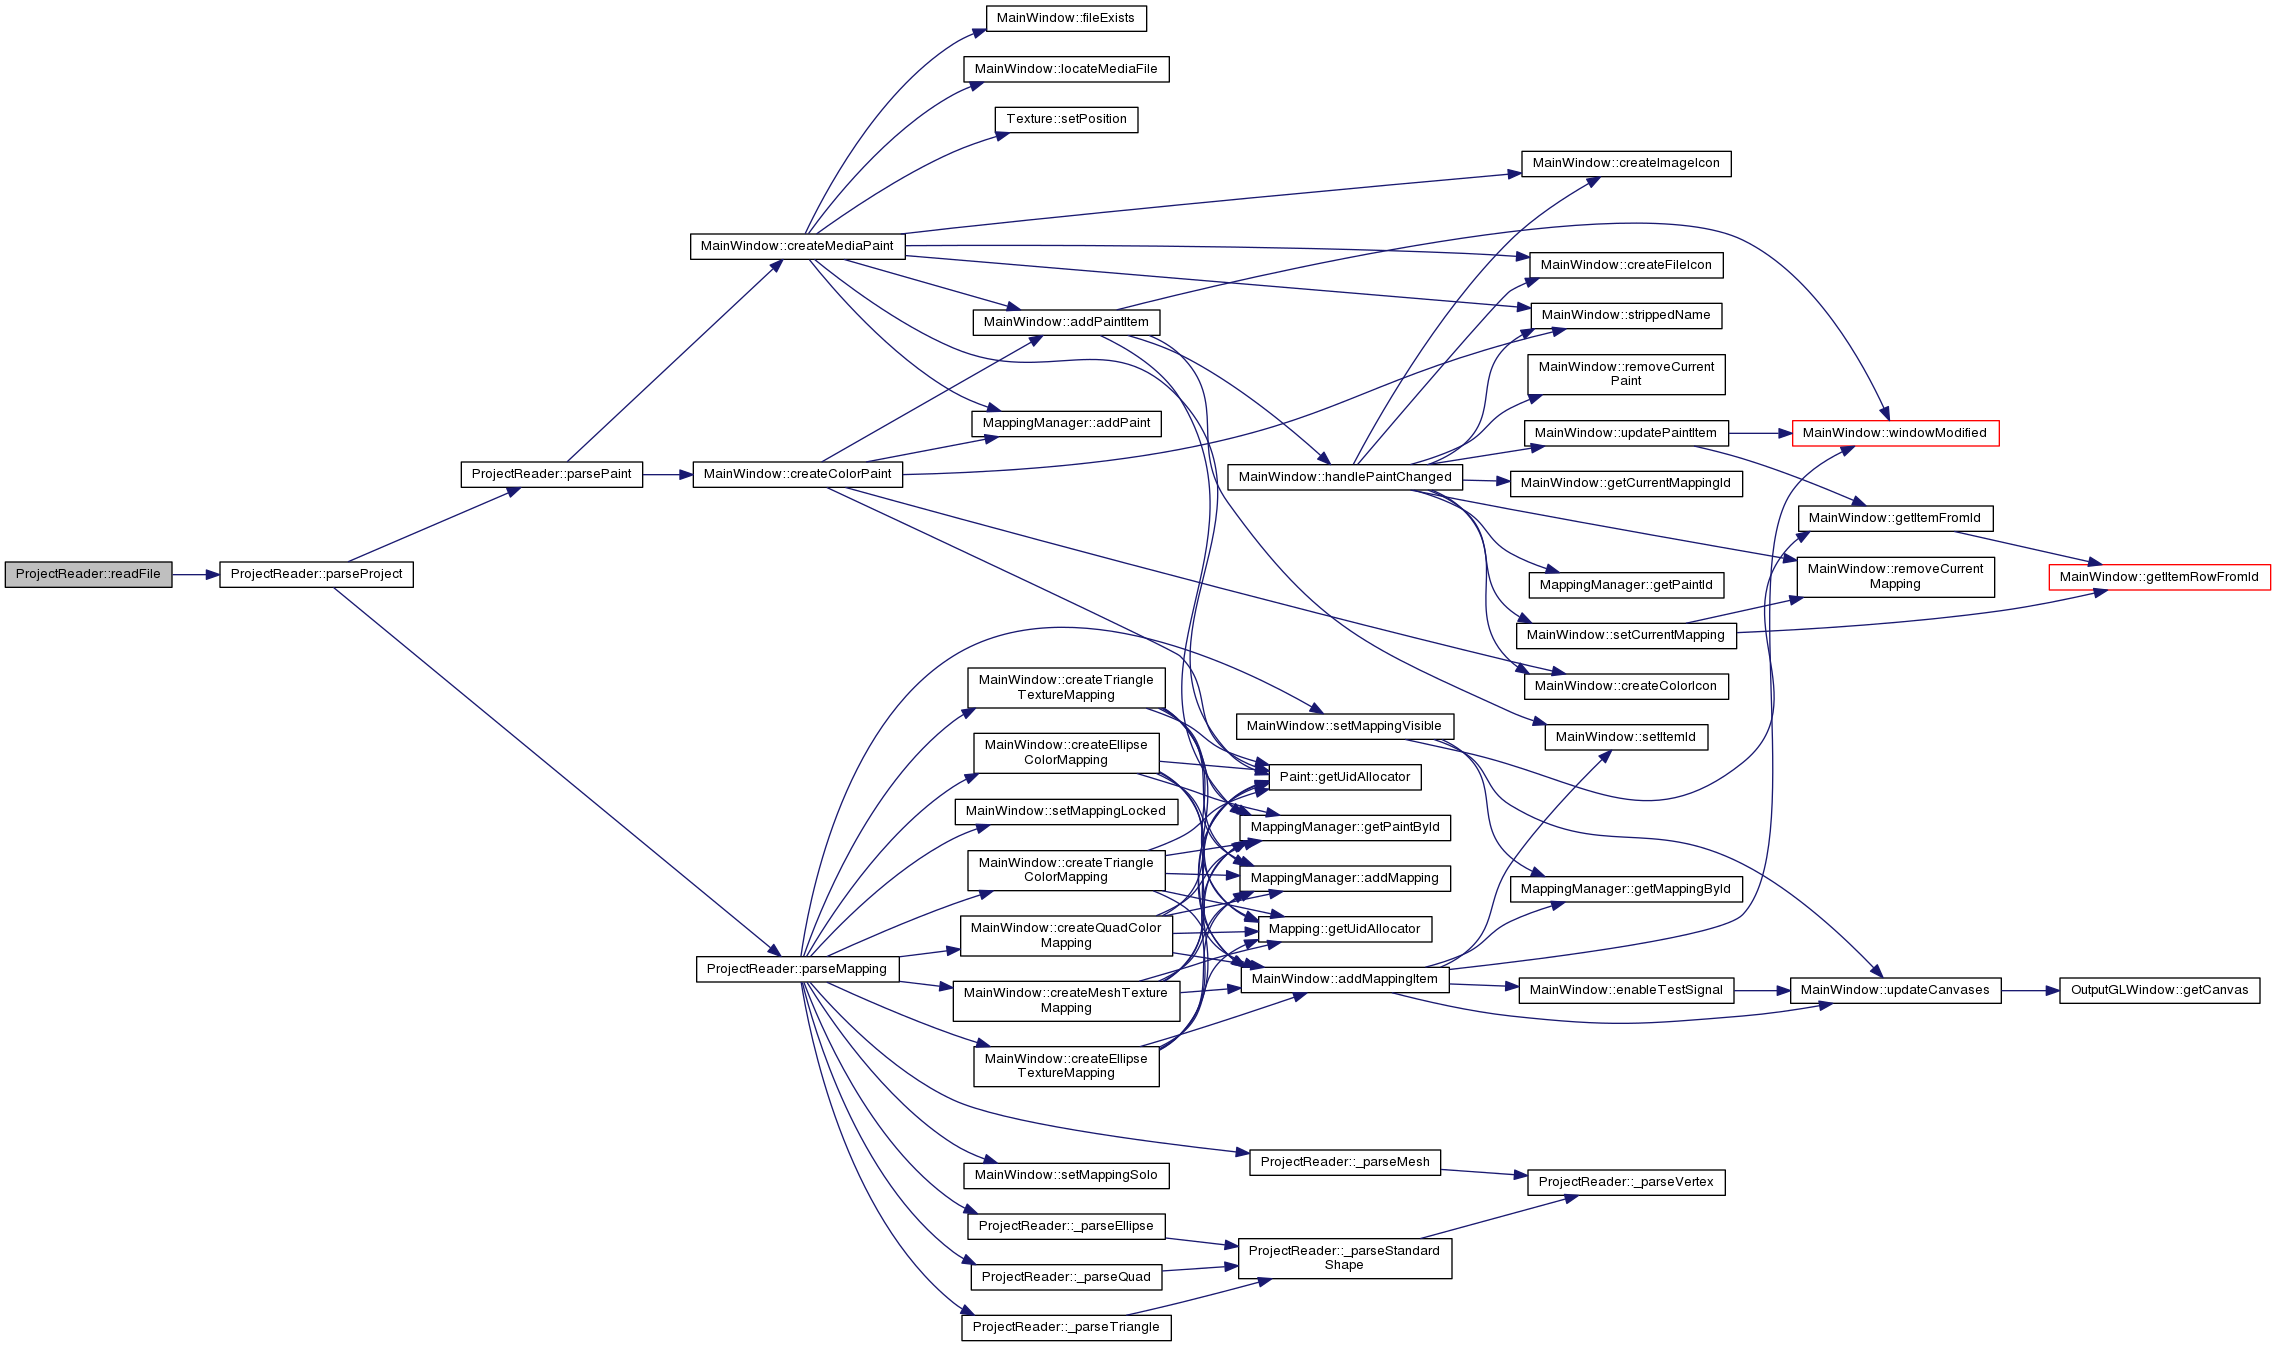 MainWindow::fileExists
MainWindow::locateMediaFile
Texture::setPosition
MainWindow::createImageIcon
MainWindow::createMediaPaint
MainWindow::createFileIcon
MainWindow::strippedName
MainWindow::addPaintItem
MainWindow::removeCurrent
Paint
MappingManager::addPaint
MainWindow::updatePaintItem
MainWindow::windowModified
ProjectReader::parsePaint
MainWindow::createColorPaint
MainWindow::handlePaintChanged
MainWindow::getCurrentMappingId
MainWindow::getItemFromId
ProjectReader::readFile
ProjectReader::parseProject
MappingManager::getPaintId
MainWindow::removeCurrent
Mapping
MainWindow::getItemRowFromId
MainWindow::setCurrentMapping
MainWindow::createTriangle
TextureMapping
MainWindow::createColorIcon
MainWindow::setMappingVisible
MainWindow::setItemId
MainWindow::createEllipse
ColorMapping
Paint::getUidAllocator
MainWindow::setMappingLocked
MappingManager::getPaintById
MainWindow::createTriangle
ColorMapping
MappingManager::addMapping
MappingManager::getMappingById
MainWindow::createQuadColor
Mapping
Mapping::getUidAllocator
ProjectReader::parseMapping
MainWindow::addMappingItem
MainWindow::enableTestSignal
MainWindow::updateCanvases
OutputGLWindow::getCanvas
MainWindow::createMeshTexture
Mapping
MainWindow::createEllipse
TextureMapping
ProjectReader::_parseMesh
MainWindow::setMappingSolo
ProjectReader::_parseVertex
ProjectReader::_parseEllipse
ProjectReader::_parseStandard
Shape
ProjectReader::_parseQuad
ProjectReader::_parseTriangle